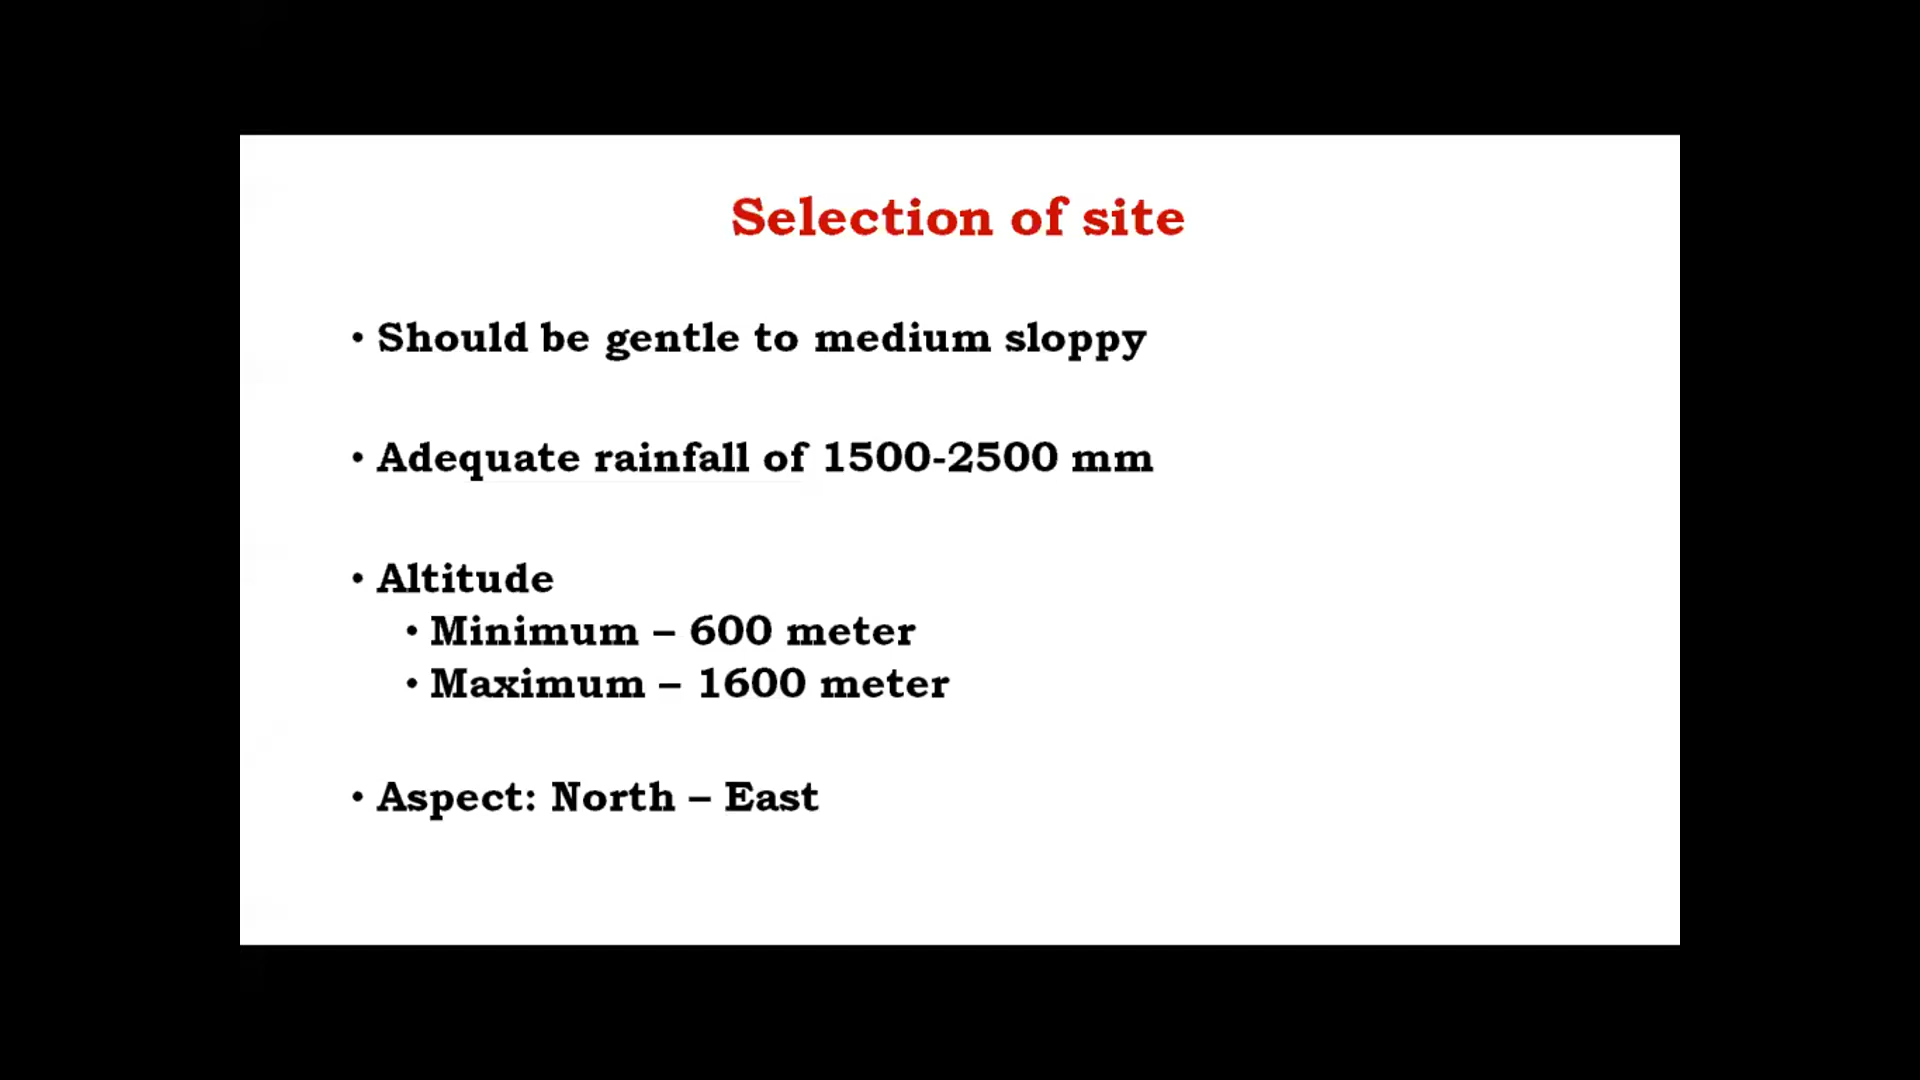 Selection of site
• Should be gentle to medium sloppy
• Adequate rainfall of 1500-2500 mm
• Altitude
• Minimum – 600 meter
• Maximum – 1600 meter
• Aspect: North – East